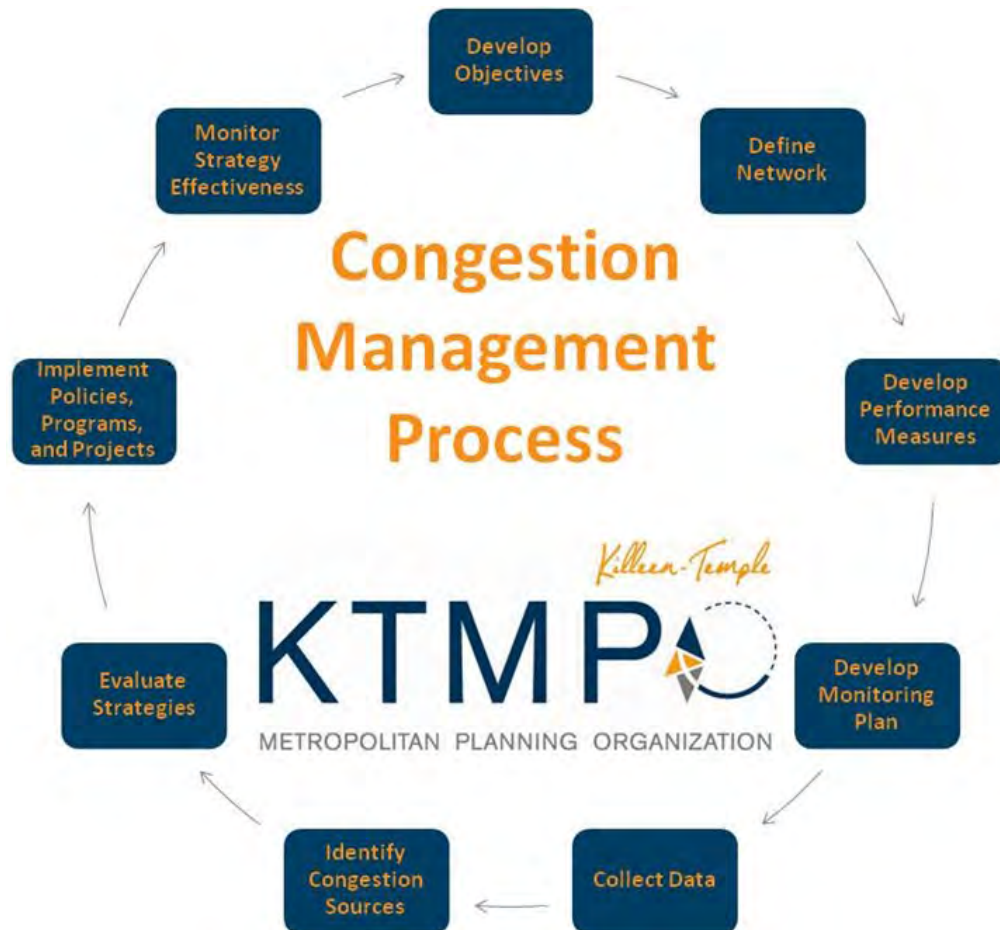 Develop
Objectives
Define
Network
Develop
Performance
Measures
Develop
Monitoring
Plan
Collect Data
Identify
Congestion
Sources
Evaluate
Strategies
Implement
Policies,
Programs,
and Projects
Monitor
Strategy
Effectiveness
Congestion
Management
Process
Killeen-Temple
KTMPO
METROPOLITAN PLANNING ORGANIZATION